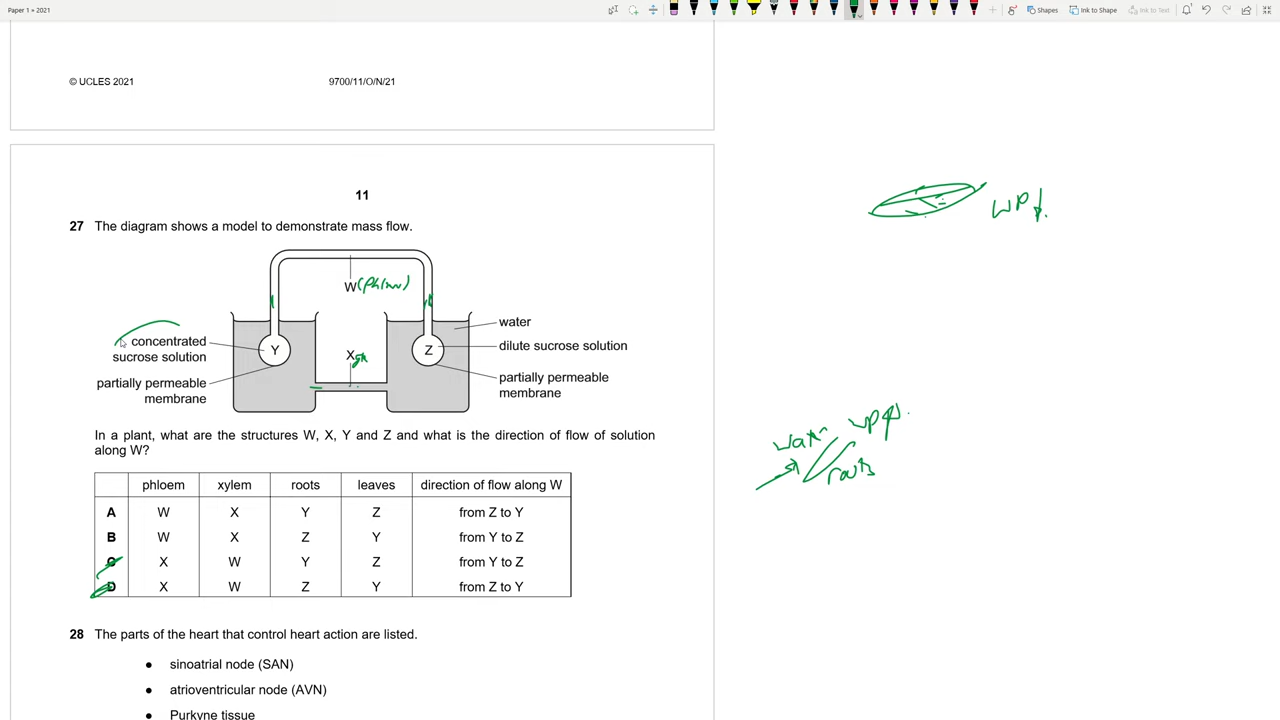 Paper 1 » 2021
Shapes
Ink to Shape
Ink to Text
© UCLES 2021
9700/11/O/N/21
11
27 The diagram shows a model to demonstrate mass flow.
W
X
Y
Z
concentrated
sucrose solution
partially permeable
membrane
water
dilute sucrose solution
partially permeable
membrane
WP
In a plant, what are the structures W, X, Y and Z and what is the direction of flow of solution
along W?
phloem xylem roots leaves direction of flow along W
A W X Y Z from Z to Y
B W X Z Y from Y to Z
C X W Y Z from Y to Z
D X W Z Y from Z to Y
WP
roots
28 The parts of the heart that control heart action are listed.
• sinoatrial node (SAN)
• atrioventricular node (AVN)
• Purkyne tissue